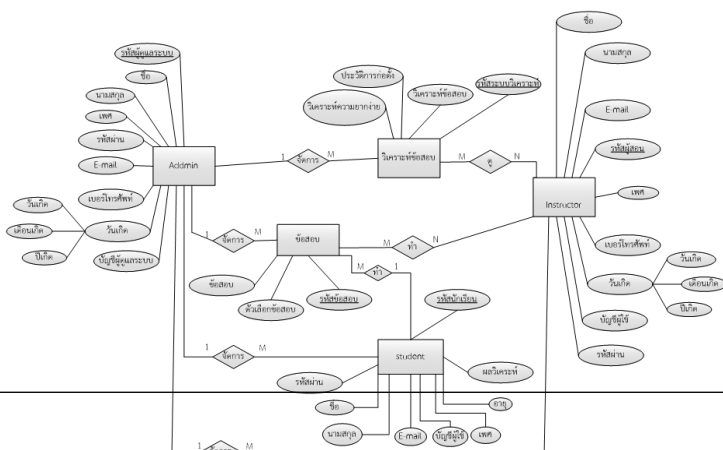 ชื่อ
รหัสผู้ดูแลระบบ
นามสกุล
ชื่อ
ประวัติการก่อตั้ง
รหัสระบบวิเคราะห์
นามสกุล
วิเคราะห์ข้อสอบ
วิเคราะห์ความยากง่าย
E-mail
เพศ
รหัสผ่าน
1
M
รหัสผู้สอน
Addmin
จัดการ
วิเคราะห์ข้อสอบ
M
ดู
N
E-mail
เพศ
เบอร์โทรศัพท์
Instructor
วันเกิด
เดือนเกิด
วันเกิด
1
จัดการ
M
ข้อสอบ
M
ทำ
N
เบอร์โทรศัพท์
ปีเกิด
บัญชีผู้ดูแลระบบ
วันเกิด
M
ทำ
1
วันเกิด
เดือนเกิด
ข้อสอบ
ตัวเลือกข้อสอบ
รหัสข้อสอบ
รหัสนักเรียน
ปีเกิด
บัญชีผู้ใช้
1
จัดการ
M
student
รหัสผ่าน
ผลวิเคระห์
รหัสผ่าน
ชื่อ
อายุ
นามสกุล
E-mail
บัญชีผู้ใช้
เพศ
1
M